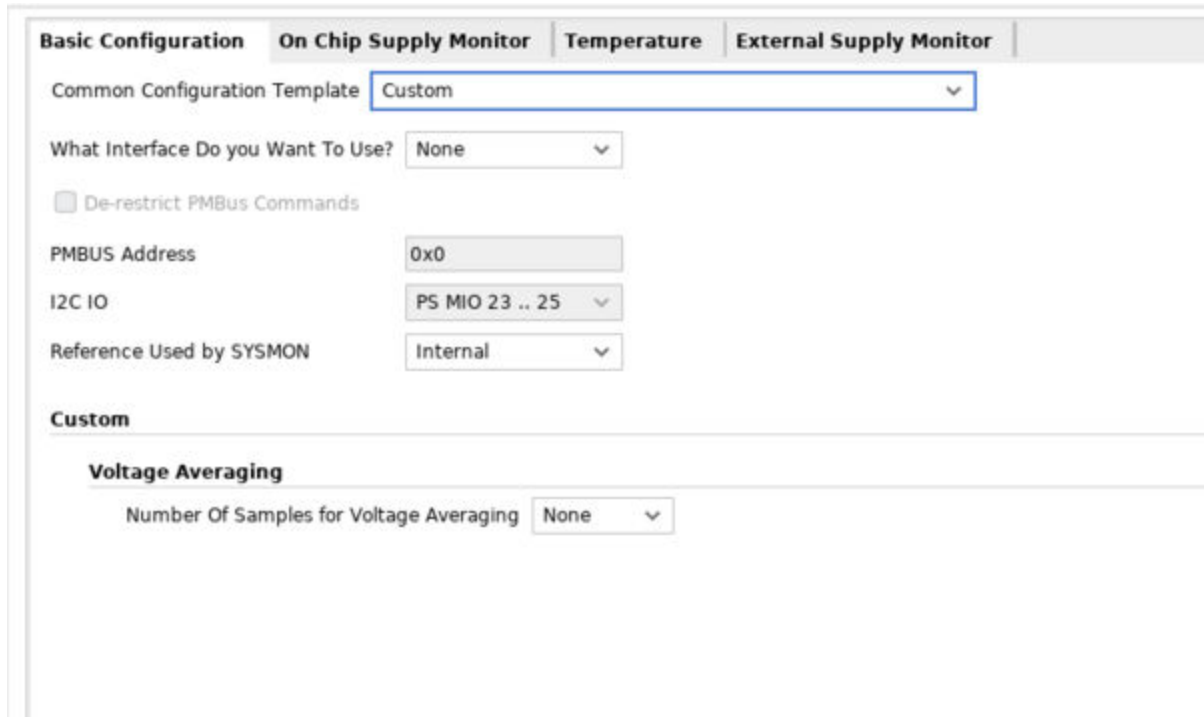 Basic Configuration On Chip Supply Monitor Temperature External Supply Monitor
Common Configuration Template Custom
What Interface Do you Want To Use? None
De-restrict PMBus Commands
PMBUS Address 0x0
I2C IO PS MIO 23 .. 25
Reference Used by SYSMON Internal
Custom
Voltage Averaging
Number Of Samples for Voltage Averaging None